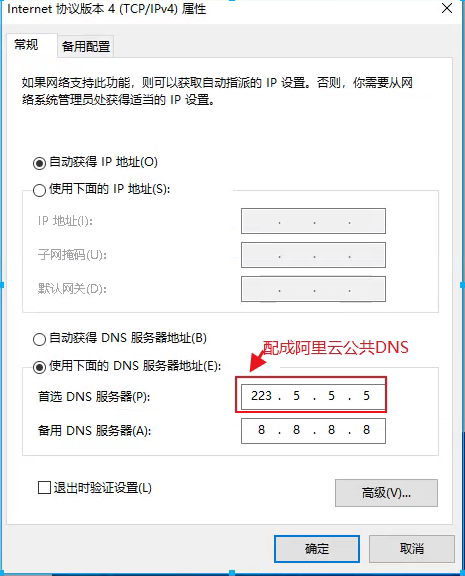 Internet 协议版本 4 (TCP/IPv4) 属性
常规
备用配置
如果网络支持此功能，则可以获取自动指派的 IP 设置。否则，你需要从网
络系统管理员处获得适当的 IP 设置。
自动获得 IP 地址(O)
使用下面的 IP 地址(S):
IP 地址(I):
子网掩码(U):
默认网关(D):
自动获得 DNS 服务器地址(B)
配成阿里云公共DNS
使用下面的 DNS 服务器地址(E):
首选 DNS 服务器(P):
223 . 5 . 5 . 5
备用 DNS 服务器(A):
8 . 8 . 8 . 8
退出时验证设置(L)
高级(V)...
确定
取消